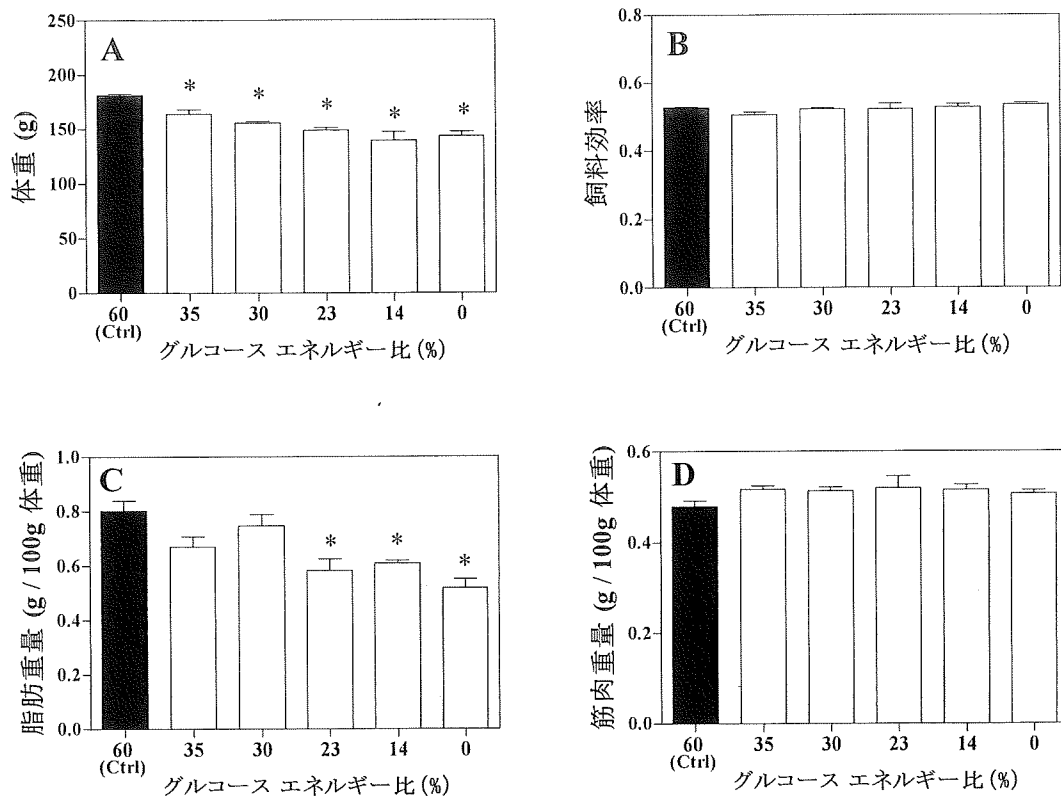 A
体重 (g)
250
200
150
100
50
0
* * * * *
60 35 30 23 14 0
(Ctrl)
グルコース エネルギー比 (%)
B
飼料効率
0.8
0.6
0.4
0.2
0.0
60 35 30 23 14 0
(Ctrl)
グルコース エネルギー比 (%)
C
脂肪重量 (g / 100g 体重)
1.0
0.8
0.6
0.4
0.2
0.0
* * *
60 35 30 23 14 0
(Ctrl)
グルコース エネルギー比 (%)
D
筋肉重量 (g / 100g 体重)
0.6
0.4
0.2
0.0
60 35 30 23 14 0
(Ctrl)
グルコース エネルギー比 (%)